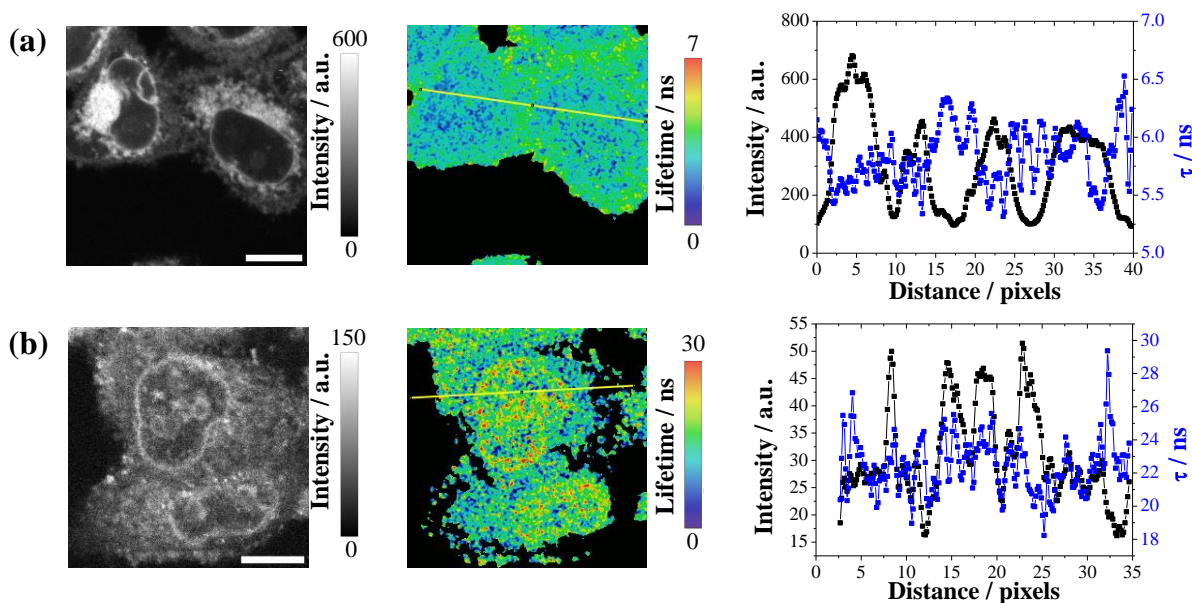 (a)
600
Intensity / a.u.
0
7
Lifetime / ns
0
800
600
400
200
0
Intensity / a.u.
7.0
6.5
6.0
5.5
5.0
τ / ns
0 5 10 15 20 25 30 35 40
Distance / pixels
(b)
150
Intensity / a.u.
0
30
Lifetime / ns
0
55
50
45
40
35
30
25
20
15
Intensity / a.u.
30
28
26
24
22
20
18
τ / ns
0 5 10 15 20 25 30 35
Distance / pixels